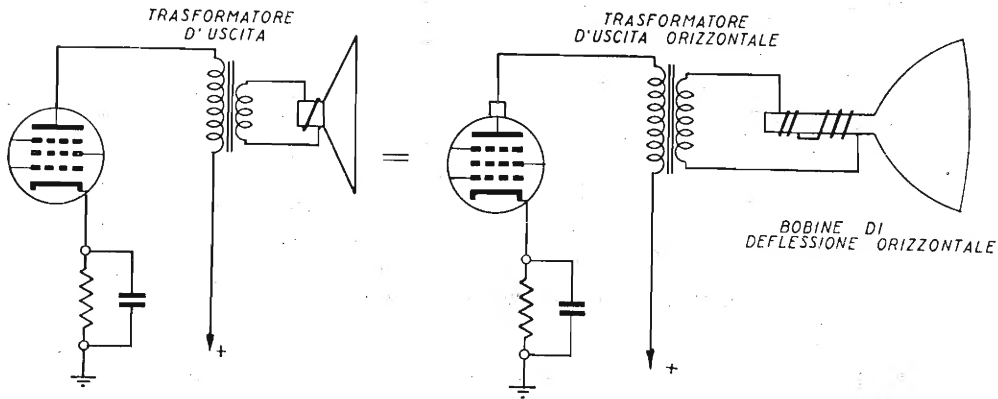 TRASFORMATORE
D'USCITA
TRASFORMATORE
D'USCITA ORIZZONTALE
=
BOBINE DI
DEFLESSIONE ORIZZONTALE
+
+